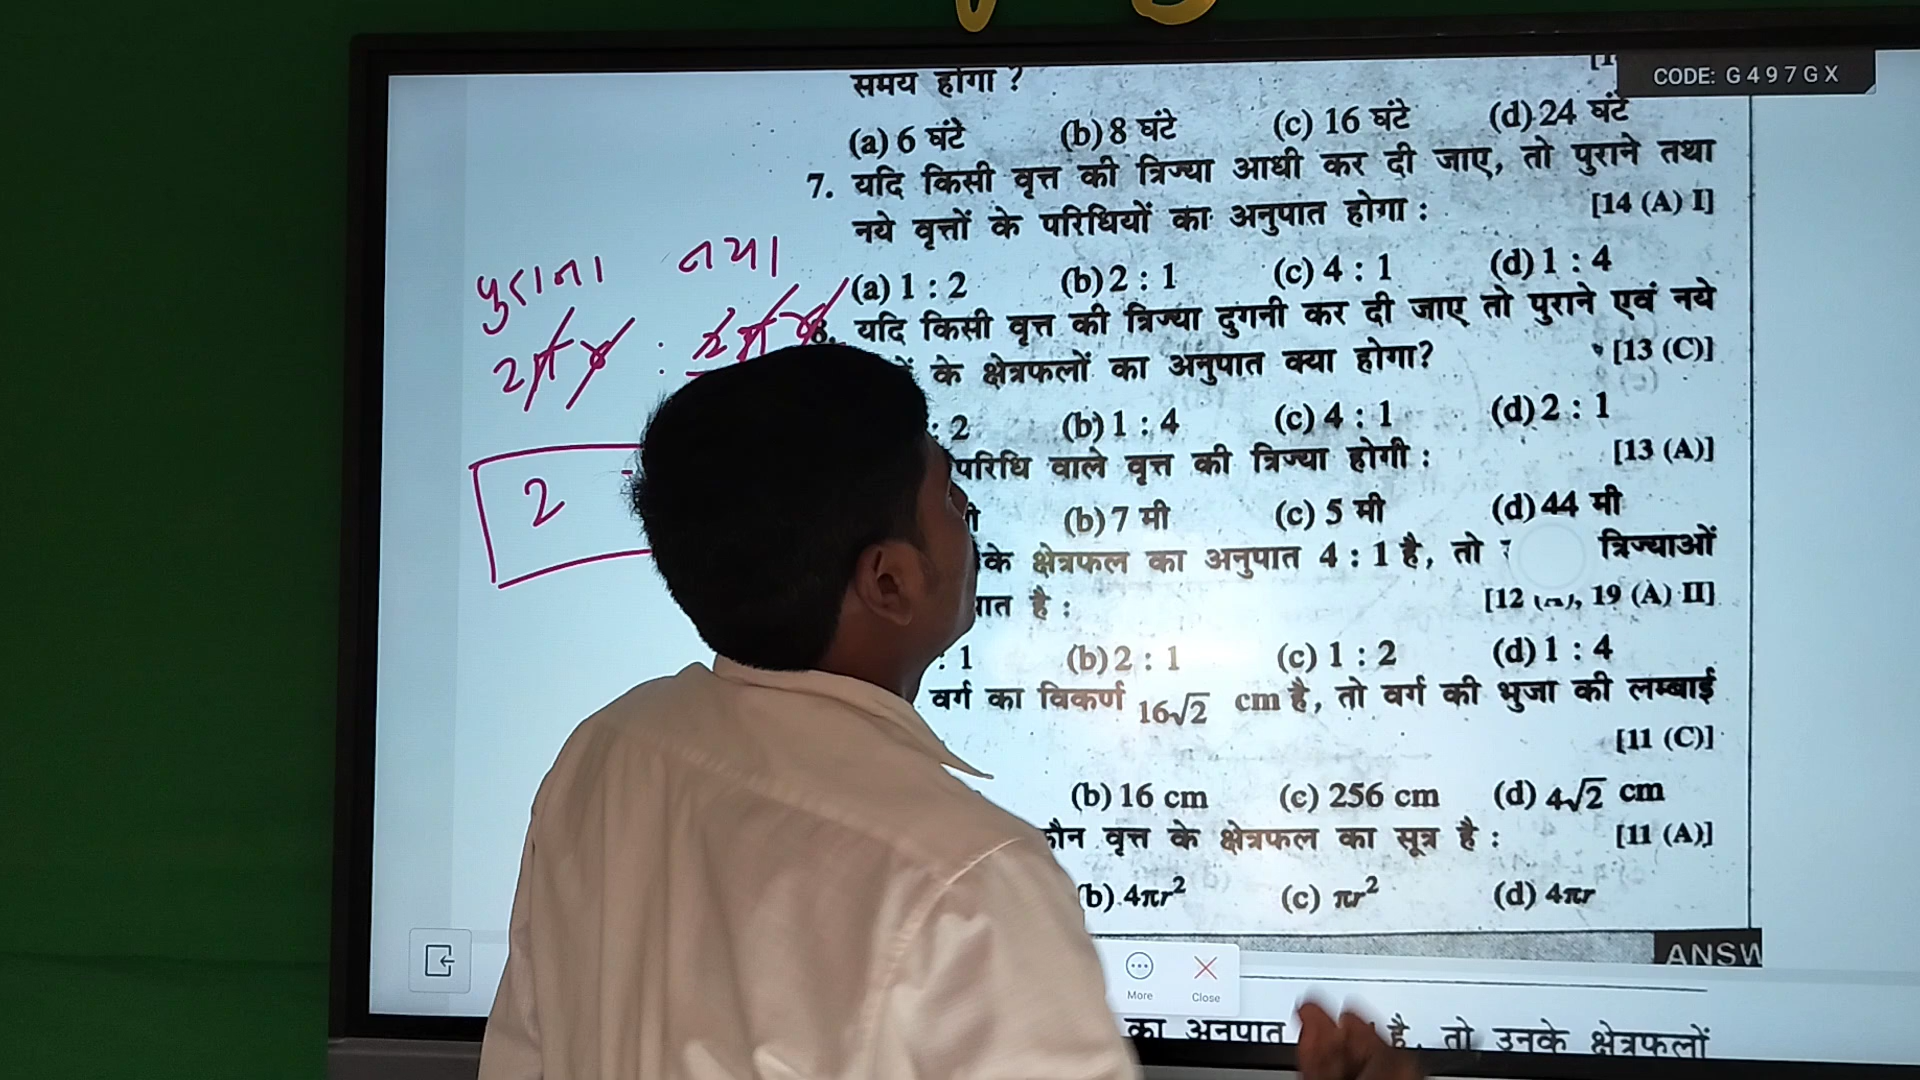 समय होगा ?
CODE: G497GX
(a) 6 घंटे (b) 8 घंटे (c) 16 घंटे (d) 24 घंटे
7. यदि किसी वृत्त की त्रिज्या आधी कर दी जाए, तो पुराने तथा
नये वृत्तों के परिधियों का अनुपात होगा : [14 (A) I]
पुराना नया
(a) 1 : 2 (b) 2 : 1 (c) 4 : 1 (d) 1 : 4
8. यदि किसी वृत्त की त्रिज्या दुगनी कर दी जाए तो पुराने एवं नये
के क्षेत्रफलों का अनुपात क्या होगा? [13 (C)]
: 2 (b) 1 : 4 (c) 4 : 1 (d) 2 : 1
2
परिधि वाले वृत्त की त्रिज्या होगी : [13 (A)]
(b) 7 मी (c) 5 मी (d) 44 मी
के क्षेत्रफल का अनुपात 4 : 1 है, तो त्रिज्याओं
है : [12 19 (A) II]
: 1 (b) 2 : 1 (c) 1 : 2 (d) 1 : 4
वर्ग का विकर्ण 16√2 cm है, तो वर्ग की भुजा की लम्बाई
[11 (C)]
(b) 16 cm (c) 256 cm (d) 4√2 cm
वृत्त के क्षेत्रफल का सूत्र है : [11 (A)]
(b) 4πr² (c) πr² (d) 4πr
ANSW
More Close
का अनुपात है, तो उनके क्षेत्रफलों